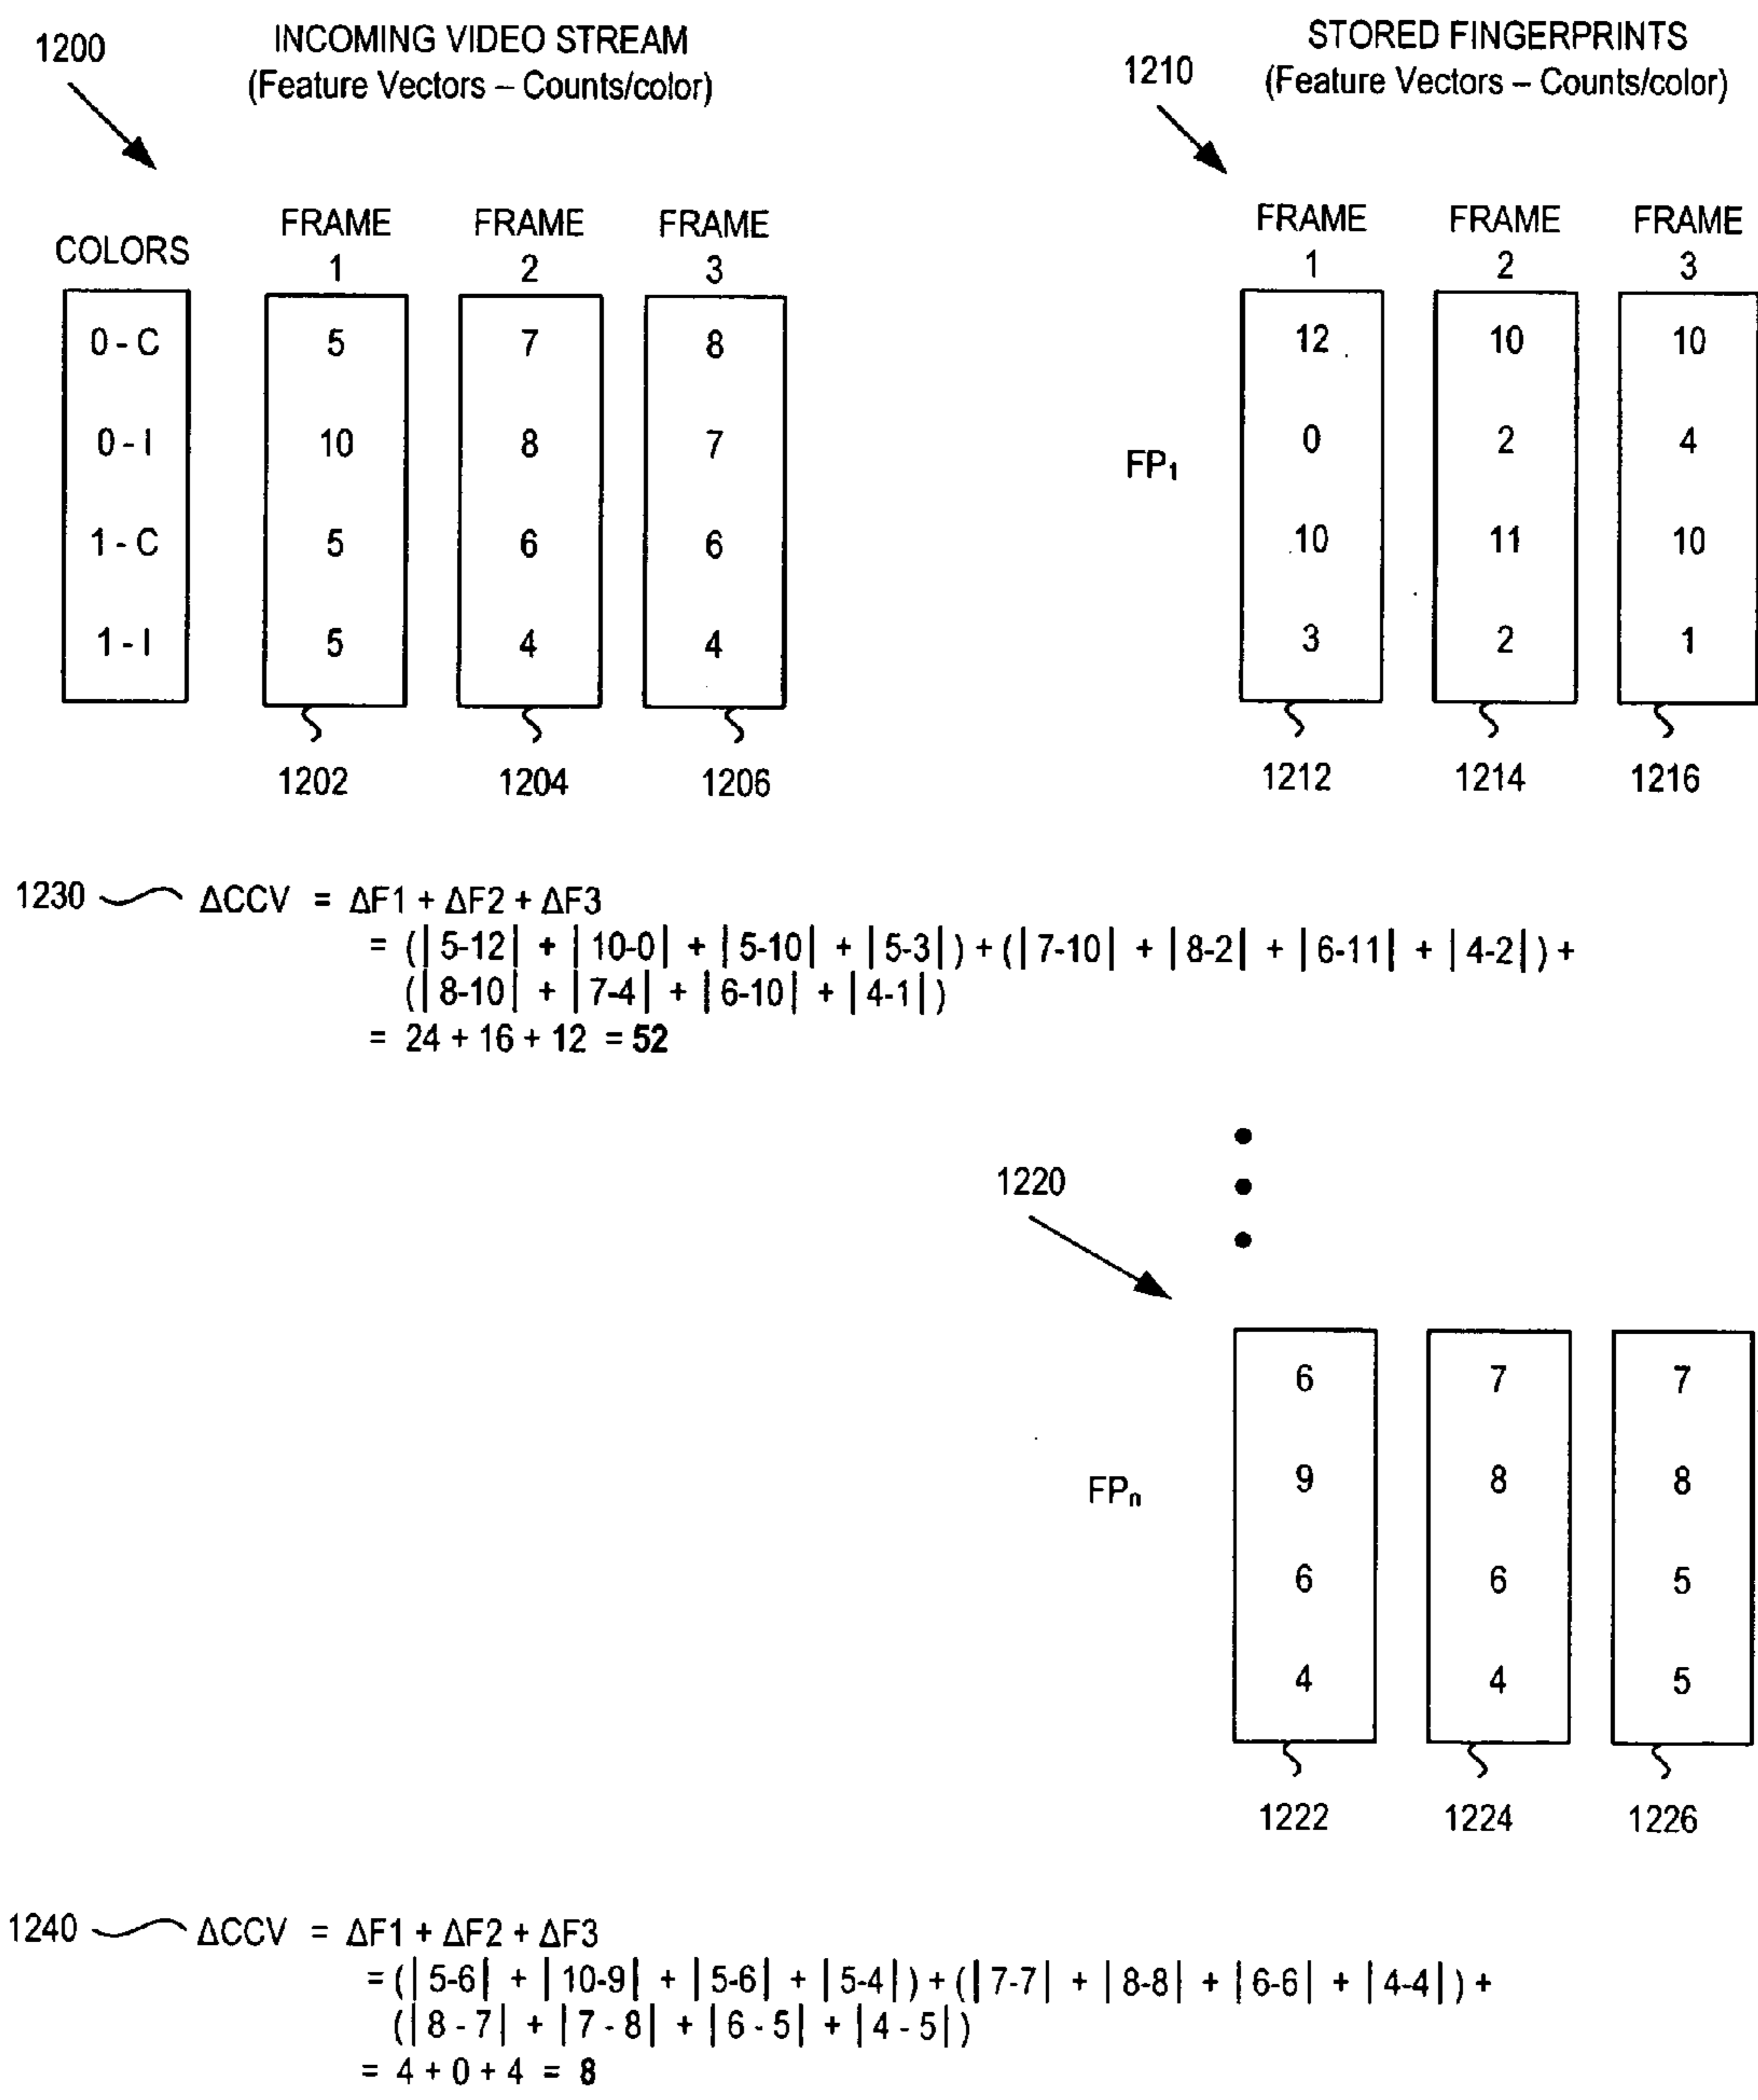 1200
INCOMING VIDEO STREAM
(Feature Vectors – Counts/color)
1210
STORED FINGERPRINTS
(Feature Vectors – Counts/color)
COLORS
FRAME 1
FRAME 2
FRAME 3
FRAME 1
FRAME 2
FRAME 3
0 - C 5 7 8 12 10 10
0 - I 10 8 7 0 2 4
FP₁
1 - C 5 6 6 10 11 10
1 - I 5 4 4 3 2 1
1202 1204 1206 1212 1214 1216
1230 ΔCCV = ΔF1 + ΔF2 + ΔF3
= (|5-12| + |10-0| + |5-10| + |5-3|) + (|7-10| + |8-2| + |6-11| + |4-2|) +
(|8-10| + |7-4| + |6-10| + |4-1|)
= 24 + 16 + 12 = 52
1220
6 7 7
9 8 8
FPₙ
6 6 5
4 4 5
1222 1224 1226
1240 ΔCCV = ΔF1 + ΔF2 + ΔF3
= (|5-6| + |10-9| + |5-6| + |5-4|) + (|7-7| + |8-8| + |6-6| + |4-4|) +
(|8 - 7| + |7 - 8| + |6 - 5| + |4 - 5|)
= 4 + 0 + 4 = 8